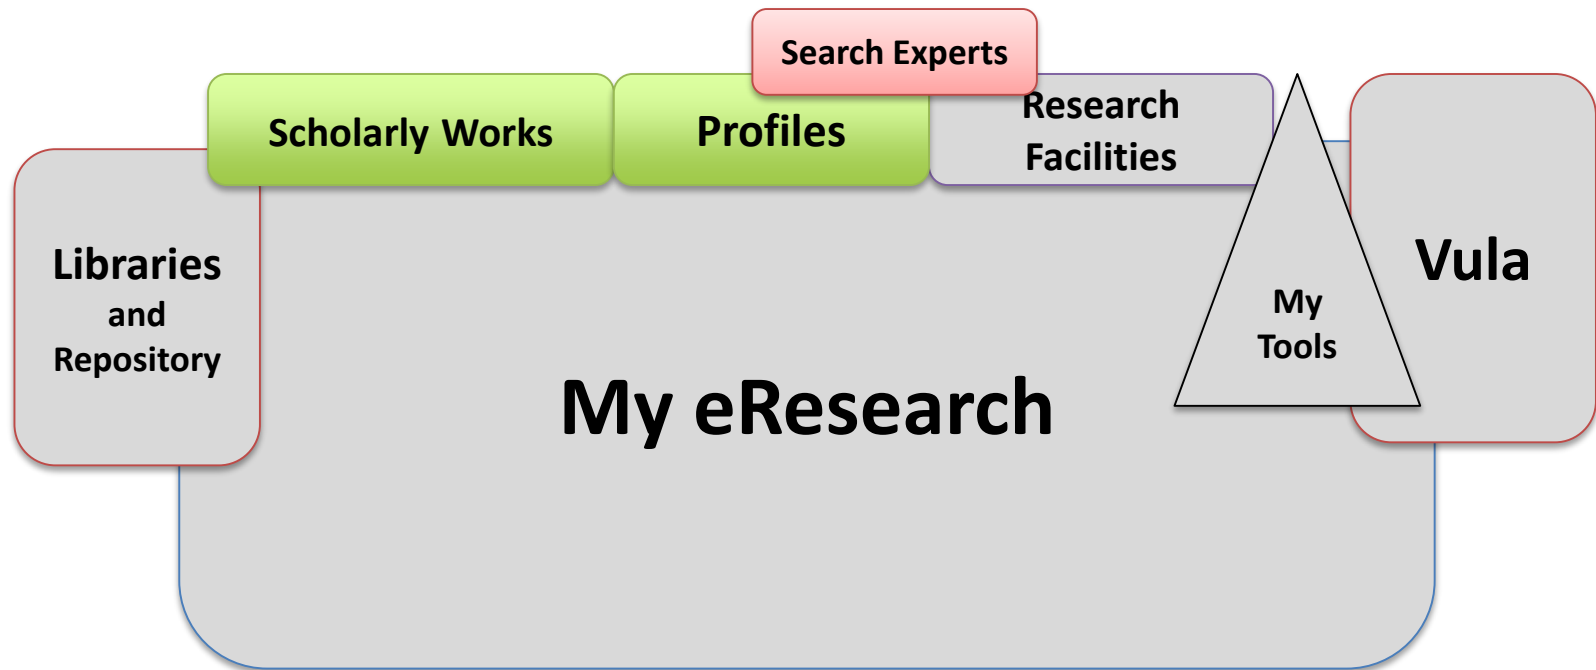 Search Experts
Scholarly Works
Profiles
Research
Facilities
Libraries
and
Repository
Vula
My
Tools
My eResearch